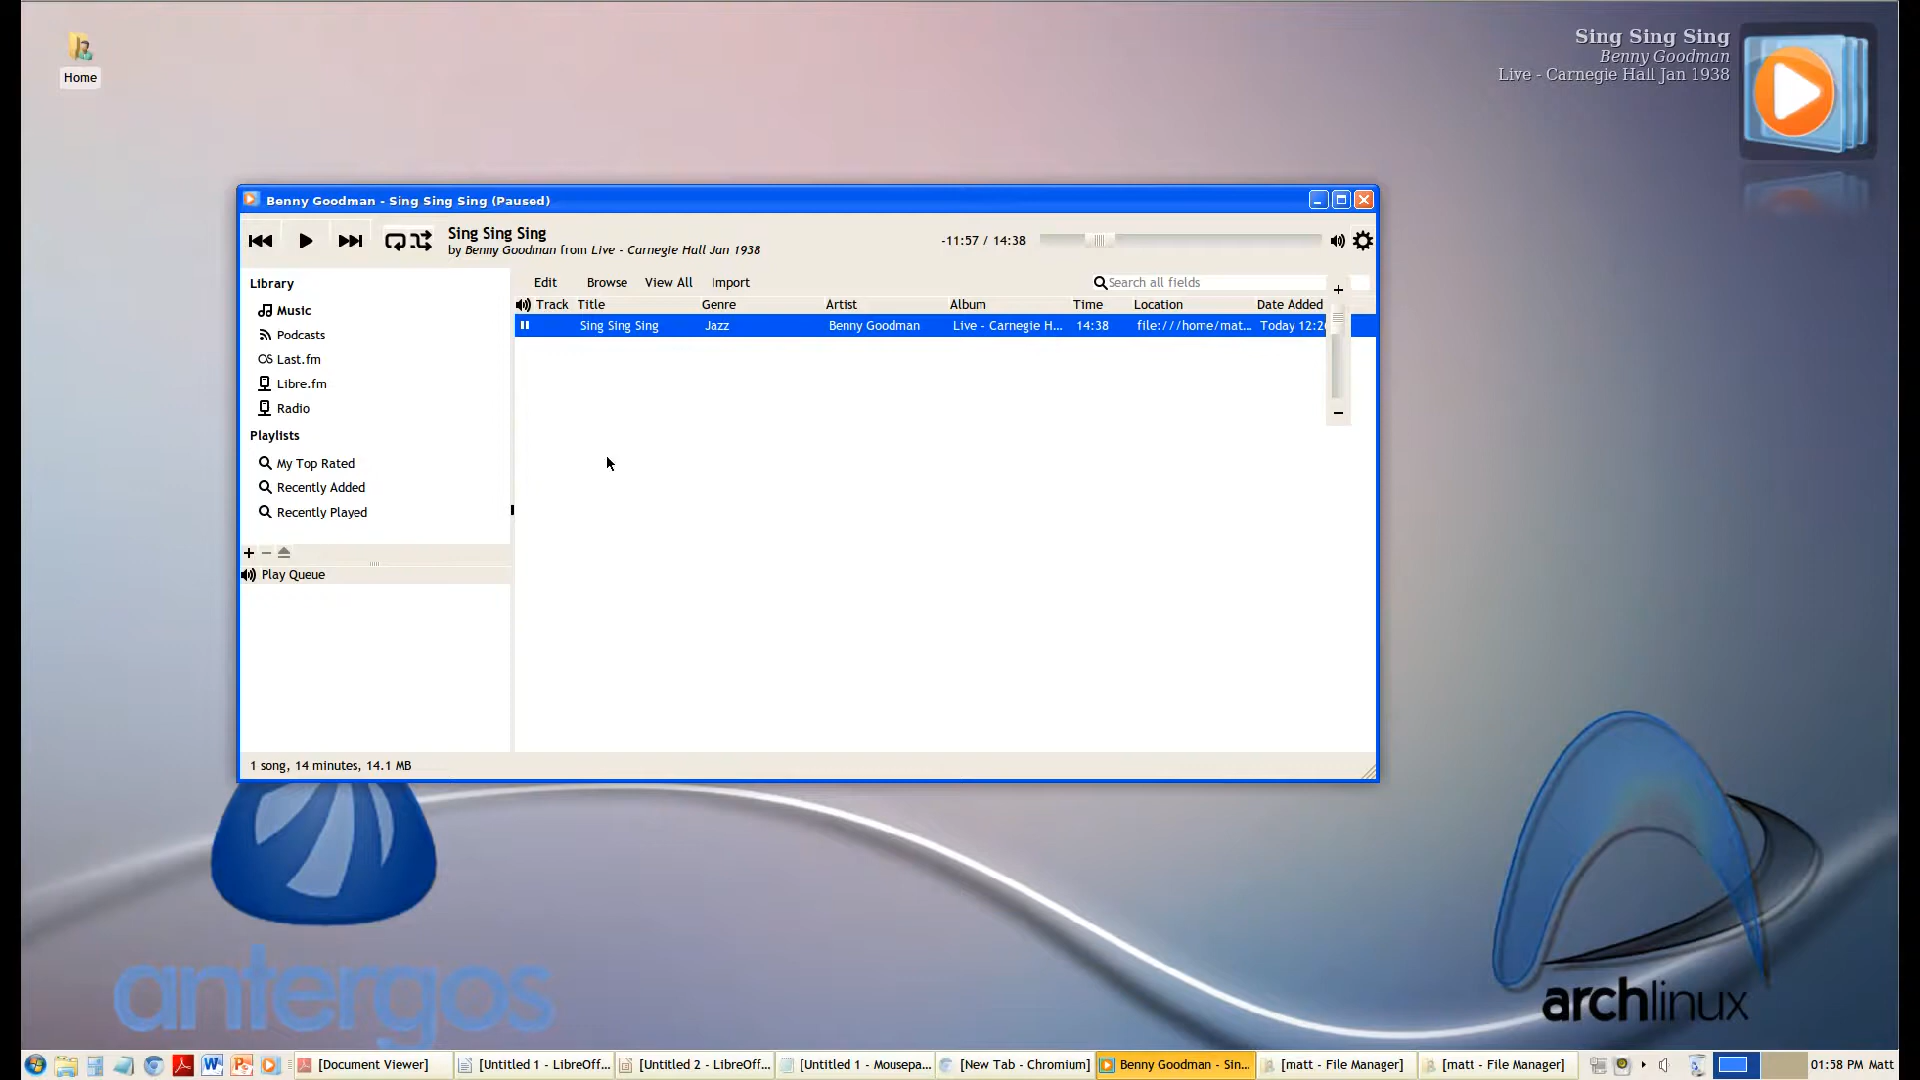 Home
Sing Sing Sing
Benny Goodman
Live - Carnegie Hall Jan 1938
Benny Goodman - Sing Sing Sing (Paused)
Sing Sing Sing
by Benny Goodman from Live - Carnegie Hall Jan 1938
-11:57 / 14:38
Library
Music
Podcasts
Last.fm
Libre.fm
Radio
Playlists
My Top Rated
Recently Added
Recently Played
Play Queue
Edit Browse View All Import Search all fields
Track Title Genre Artist Album Time Location Date Added
Sing Sing Sing Jazz Benny Goodman Live - Carnegie H... 14:38 file:///home/mat... Today 12:2
1 song, 14 minutes, 14.1 MB
antergos
archlinux
[Document Viewer] [Untitled 1 - LibreOff... [Untitled 2 - LibreOff... [Untitled 1 - Mousepa... [New Tab - Chromium] Benny Goodman - Sin... [matt - File Manager] [matt - File Manager] 01:58 PM Matt